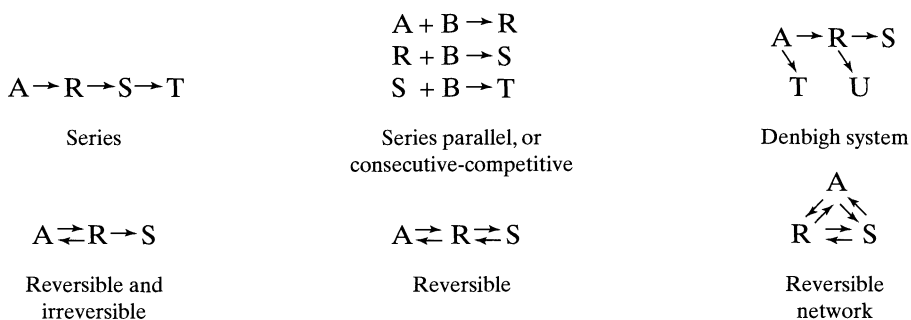 A → R → S → T
Series
A + B → R
R + B → S
S + B → T
Series parallel, or
consecutive-competitive
A → R → S
↘ ↘
T U
Denbigh system
A ⇄ R → S
Reversible and
irreversible
A ⇄ R ⇄ S
Reversible
A
R ⇄ S
Reversible
network